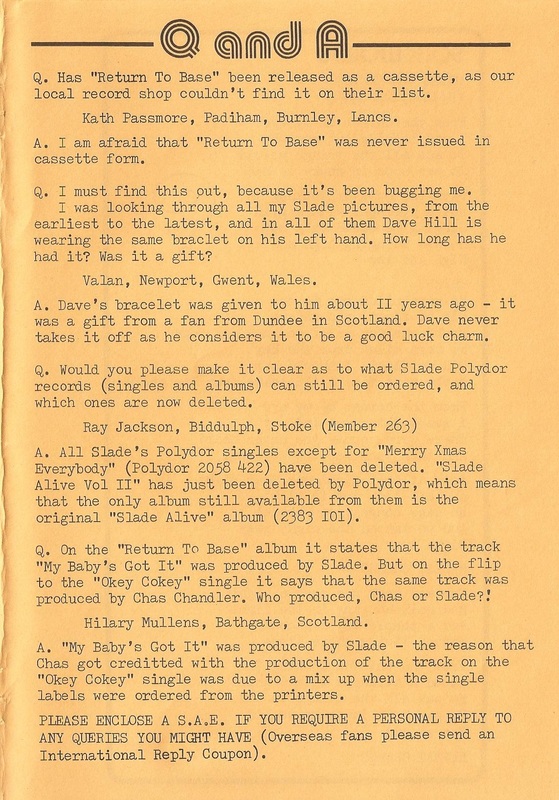 Q and A
Q. Has "Return To Base" been released as a cassette, as our
local record shop couldn't find it on their list.
Kath Passmore, Padiham, Burnley, Lancs.
A. I am afraid that "Return To Base" was never issued in
cassette form.
Q. I must find this out, because it's been bugging me.
I was looking through all my Slade pictures, from the
earliest to the latest, and in all of them Dave Hill is
wearing the same braclet on his left hand. How long has he
had it? Was it a gift?
Valan, Newport, Gwent, Wales.
A. Dave's bracelet was given to him about II years ago - it
was a gift from a fan from Dundee in Scotland. Dave never
takes it off as he considers it to be a good luck charm.
Q. Would you please make it clear as to what Slade Polydor
records (singles and albums) can still be ordered, and
which ones are now deleted.
Ray Jackson, Biddulph, Stoke (Member 263)
A. All Slade's Polydor singles except for "Merry Xmas
Everybody" (Polydor 2058 422) have been deleted. "Slade
Alive Vol II" has just been deleted by Polydor, which means
that the only album still available from them is the
original "Slade Alive" album (2383 IOI).
Q. On the "Return To Base" album it states that the track
"My Baby's Got It" was produced by Slade. But on the flip
to the "Okey Cokey" single it says that the same track was
produced by Chas Chandler. Who produced, Chas or Slade?!
Hilary Mullens, Bathgate, Scotland.
A. "My Baby's Got It" was produced by Slade - the reason that
Chas got creditted with the production of the track on the
"Okey Cokey" single was due to a mix up when the single
labels were ordered from the printers.
PLEASE ENCLOSE A S.A.E. IF YOU REQUIRE A PERSONAL REPLY TO
ANY QUERIES YOU MIGHT HAVE (Overseas fans please send an
International Reply Coupon).